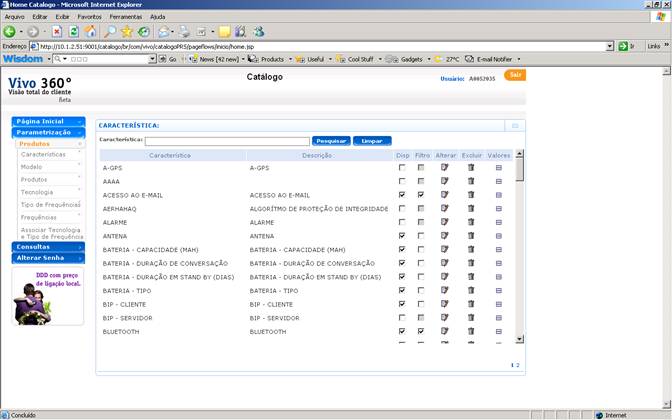 Home Catalogo - Microsoft Internet Explorer
Arquivo Editar Exibir Favoritos Ferramentas Ajuda
Endereço http://10.1.2.51:9001/catalogo/br/com/vivo/catalogoPRS/pageflows/inicio/home.jsp Ir Links »
Wisdom Go News [42 new] Products Useful Cool Stuff Gadgets 27°C E-mail Notifier
Vivo 360°
Visão total do cliente
Beta
Catálogo
Usuário: A0052035
Sair
Página Inicial
Parametrização
Produtos
Características
Modelo
Produtos
Tecnologia
Tipo de Frequências
Frequências
Associar Tecnologia
e Tipo de Frequência
Consultas
Alterar Senha
DDD com preço
de ligação local.
CARACTERÍSTICA:
Característica: Pesquisar Limpar
Característica Descrição Disp Filtro Alterar Excluir Valores
A-GPS A-GPS
AAAA
ACESSO AO E-MAIL ACESSO AO E-MAIL
AERHAHAQ ALGORÍTMO DE PROTEÇÃO DE INTEGRIDADE
ALARME ALARME
ANTENA ANTENA
BATERIA - CAPACIDADE (MAH) BATERIA - CAPACIDADE (MAH)
BATERIA - DURAÇÃO DE CONVERSAÇÃO BATERIA - DURAÇÃO DE CONVERSAÇÃO
BATERIA - DURAÇÃO EM STAND BY (DIAS) BATERIA - DURAÇÃO EM STAND BY (DIAS)
BATERIA - TIPO BATERIA - TIPO
BIP - CLIENTE BIP - CLIENTE
BIP - SERVIDOR BIP - SERVIDOR
BLUETOOTH BLUETOOTH
1 2
Concluído Internet